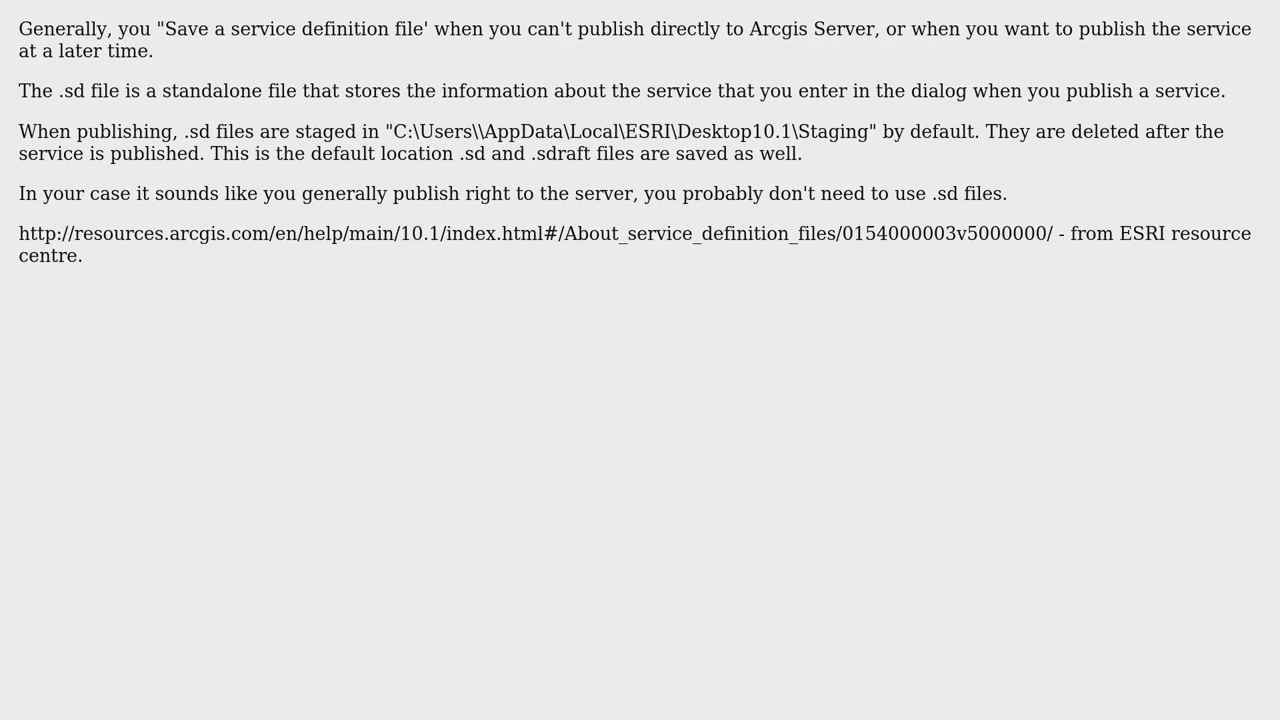 Generally, you "Save a service definition file' when you can't publish directly to Arcgis Server, or when you want to publish the service
at a later time.
The .sd file is a standalone file that stores the information about the service that you enter in the dialog when you publish a service.
When publishing, .sd files are staged in "C:\Users\\AppData\Local\ESRI\Desktop10.1\Staging" by default. They are deleted after the
service is published. This is the default location .sd and .sdraft files are saved as well.
In your case it sounds like you generally publish right to the server, you probably don't need to use .sd files.
http://resources.arcgis.com/en/help/main/10.1/index.html#/About_service_definition_files/0154000003v5000000/ - from ESRI resource
centre.